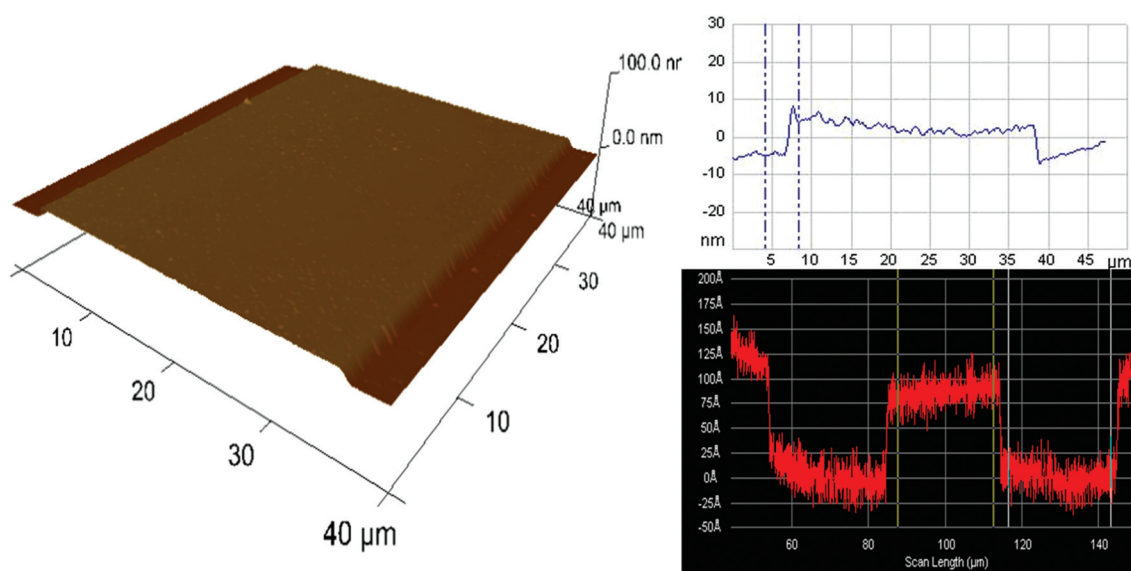 100.0 nr
0.0 nm
40 µm
40 µm
30
20
10
10
20
30
40 µm
30
20
10
0
-10
-20
nm
5 10 15 20 25 30 35 40 45 µm
200Å
175Å
150Å
125Å
100Å
75Å
50Å
25Å
0Å
-25Å
-50Å
60 80 100 120 140
Scan Length (µm)